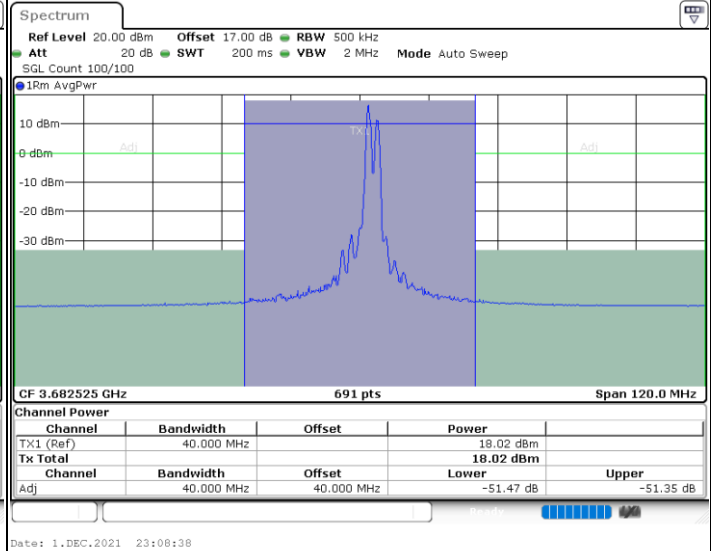 Spectrum
Ref Level 20.00 dBm Offset 17.00 dB RBW 500 kHz
Att 20 dB SWT 200 ms VBW 2 MHz Mode Auto Sweep
SGL Count 100/100
1Rm AvgPwr
10 dBm
TX1
0 dBm
Adj
Adj
-10 dBm
-20 dBm
-30 dBm
CF 3.682525 GHz 691 pts Span 120.0 MHz
Channel Power
Channel Bandwidth Offset Power
TX1 (Ref) 40.000 MHz 18.02 dBm
Tx Total 18.02 dBm
Channel Bandwidth Offset Lower Upper
Adj 40.000 MHz 40.000 MHz -51.47 dB -51.35 dB
Ready
Date: 1.DEC.2021 23:08:38